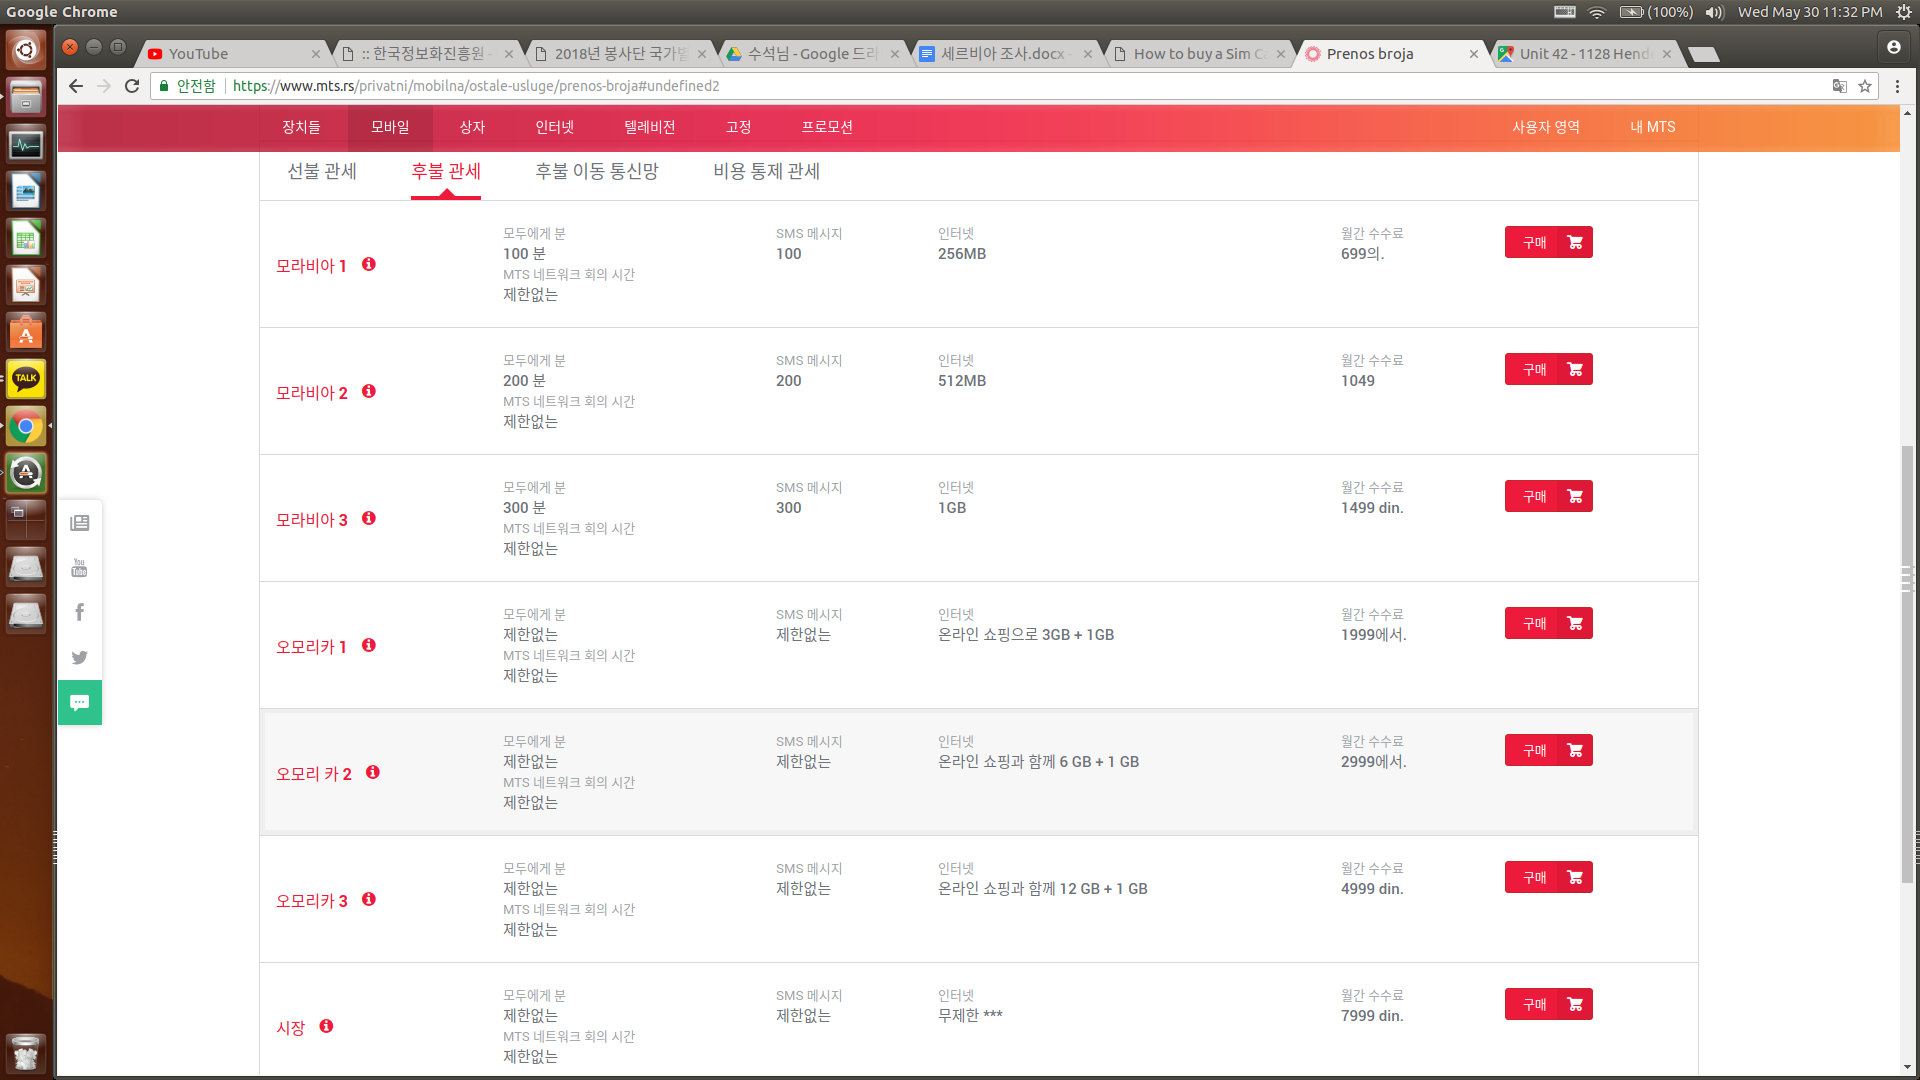 Google Chrome
(100%)
Wed May 30 11:32 PM
YouTube
:: 한국정보화진흥원 -
2018년 봉사단 국가별
수석님 - Google 드라
세르비아 조사.docx -
How to buy a Sim Ca
Prenos broja
Unit 42 - 1128 Hend
안전함
https://www.mts.rs/privatni/mobilna/ostale-usluge/prenos-broja#undefined2
장치들 모바일 상자 인터넷 텔레비전 고정 프로모션 사용자 영역 내 MTS
선불 관세 후불 관세 후불 이동 통신망 비용 통제 관세
모라비아 1
모두에게 분
100 분
MTS 네트워크 회의 시간
제한없는
SMS 메시지
100
인터넷
256MB
월간 수수료
699의.
구매
모라비아 2
모두에게 분
200 분
MTS 네트워크 회의 시간
제한없는
SMS 메시지
200
인터넷
512MB
월간 수수료
1049
구매
모라비아 3
모두에게 분
300 분
MTS 네트워크 회의 시간
제한없는
SMS 메시지
300
인터넷
1GB
월간 수수료
1499 din.
구매
오모리카 1
모두에게 분
제한없는
MTS 네트워크 회의 시간
제한없는
SMS 메시지
제한없는
인터넷
온라인 쇼핑으로 3GB + 1GB
월간 수수료
1999에서.
구매
오모리 카 2
모두에게 분
제한없는
MTS 네트워크 회의 시간
제한없는
SMS 메시지
제한없는
인터넷
온라인 쇼핑과 함께 6 GB + 1 GB
월간 수수료
2999에서.
구매
오모리카 3
모두에게 분
제한없는
MTS 네트워크 회의 시간
제한없는
SMS 메시지
제한없는
인터넷
온라인 쇼핑과 함께 12 GB + 1 GB
월간 수수료
4999 din.
구매
시장
모두에게 분
제한없는
MTS 네트워크 회의 시간
제한없는
SMS 메시지
제한없는
인터넷
무제한 ***
월간 수수료
7999 din.
구매
TALK
You
Tube